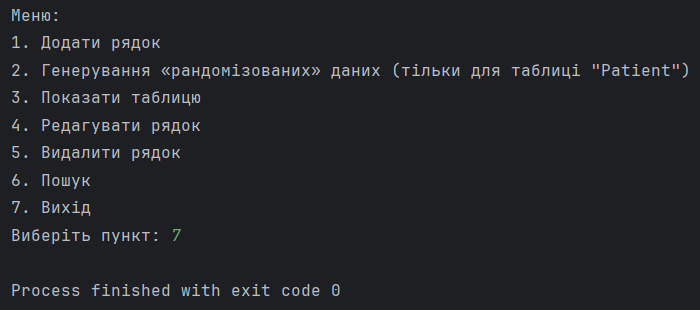 Меню:
1. Додати рядок
2. Генерування «рандомізованих» даних (тільки для таблиці "Patient")
3. Показати таблицю
4. Редагувати рядок
5. Видалити рядок
6. Пошук
7. Вихід
Виберіть пункт: 7
Process finished with exit code 0